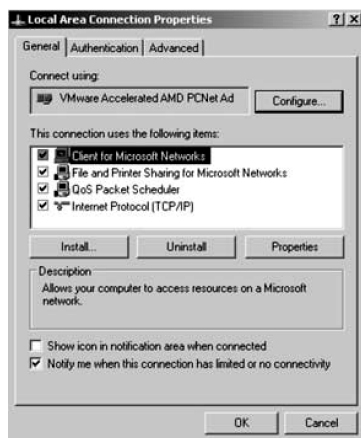 Local Area Connection Properties
General Authentication Advanced
Connect using:
VMware Accelerated AMD PCNet Ad
Configure...
This connection uses the following items:
Client for Microsoft Networks
File and Printer Sharing for Microsoft Networks
QoS Packet Scheduler
Internet Protocol (TCP/IP)
Install... Uninstall Properties
Description
Allows your computer to access resources on a Microsoft
network.
Show icon in notification area when connected
Notify me when this connection has limited or no connectivity
OK Cancel